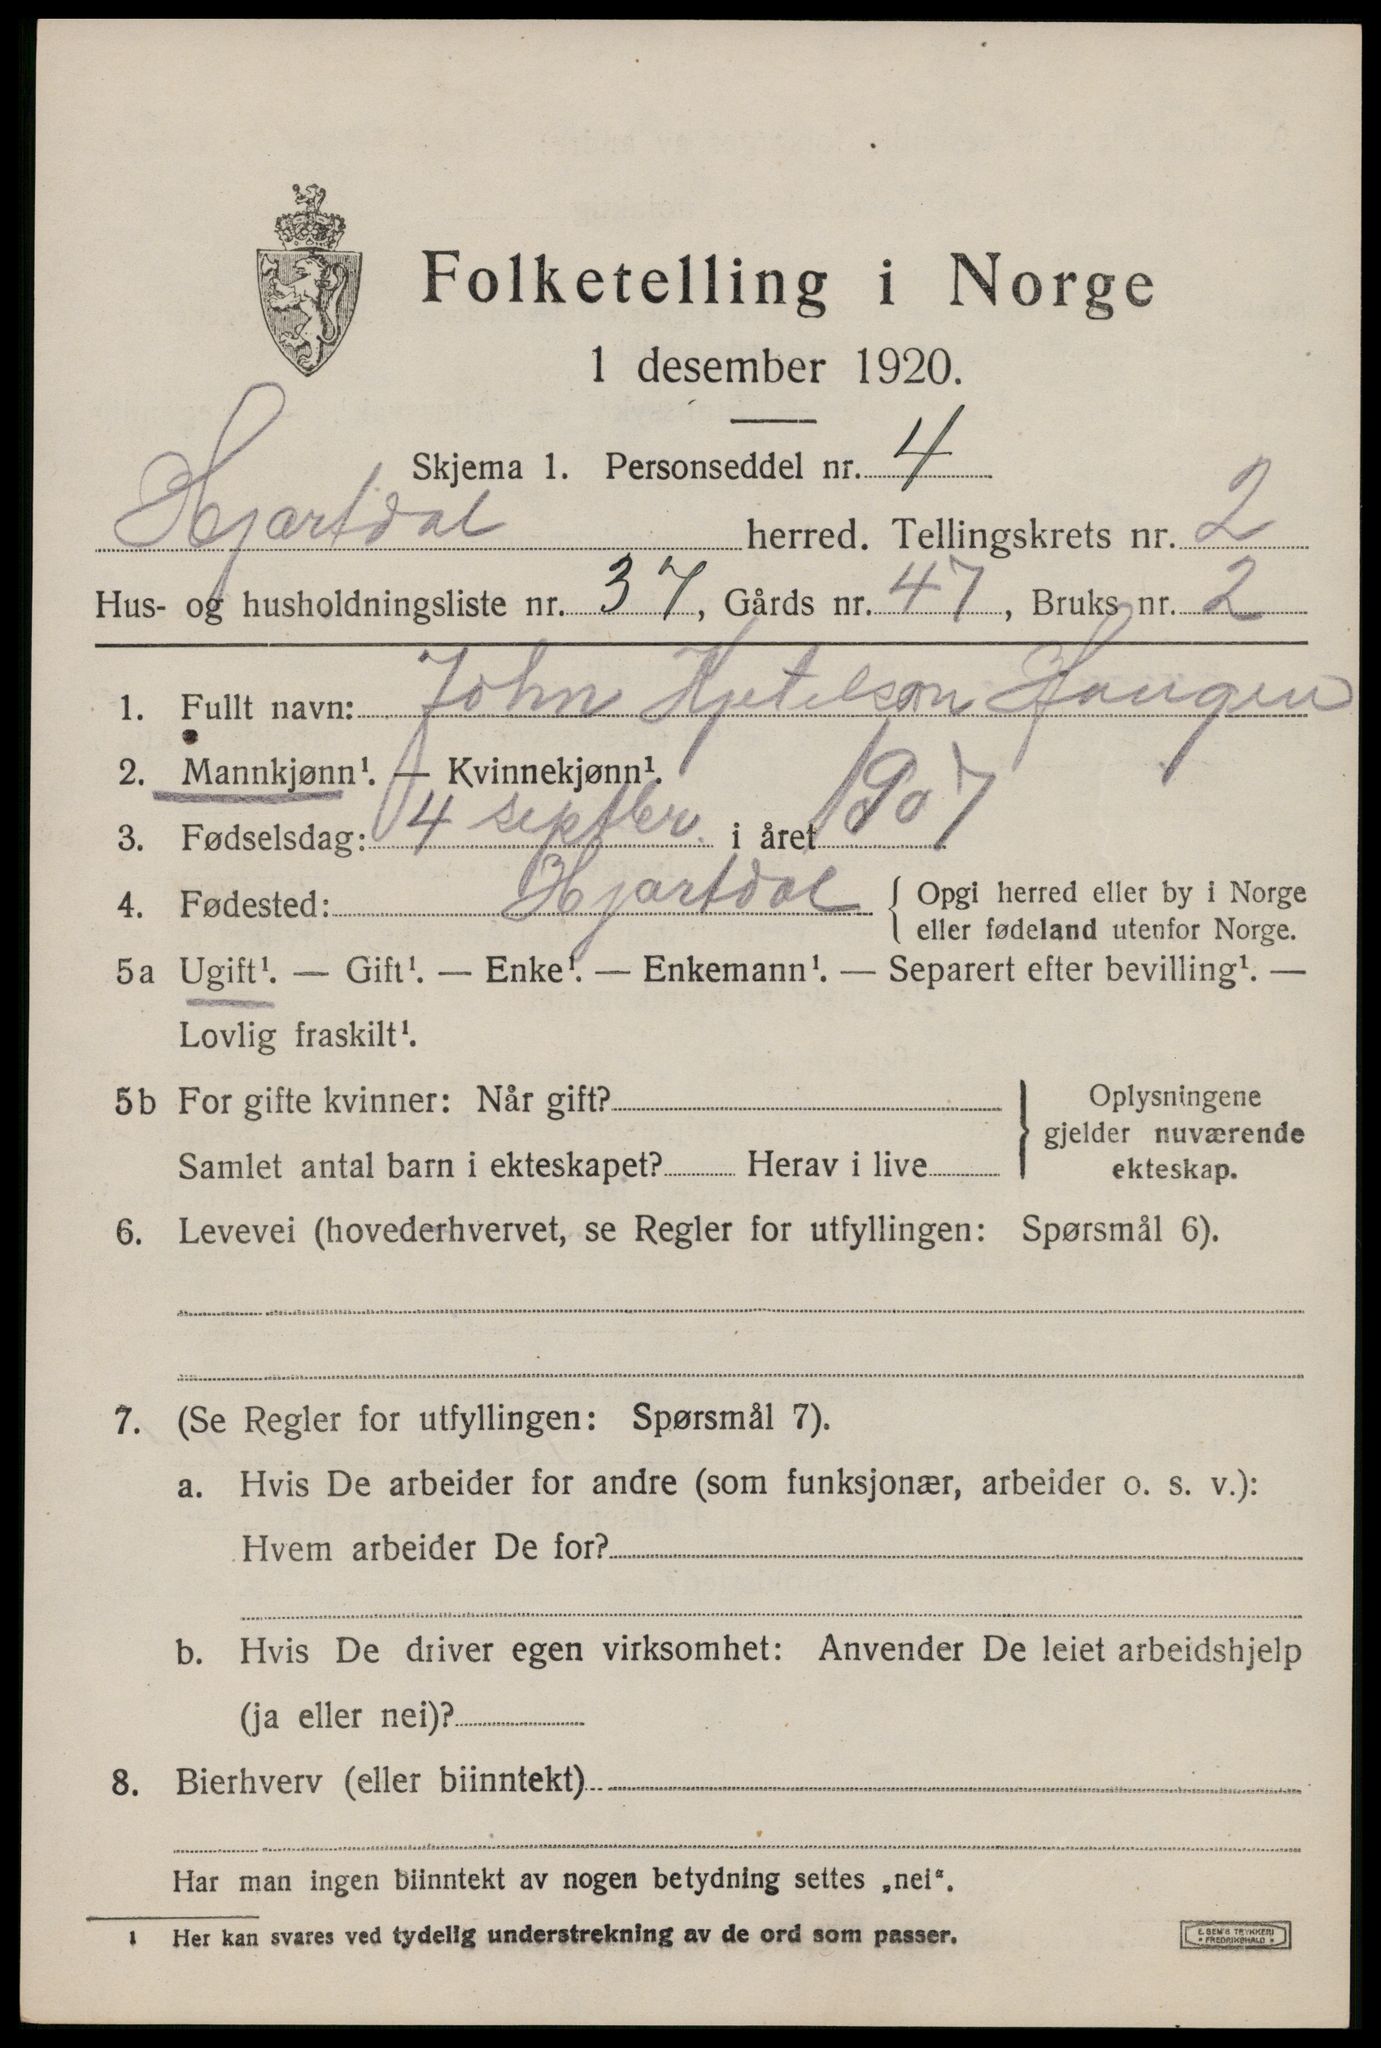 Folketelling i Norge
1 desember 1920.
Skjema 1. Personseddel nr. 4
Hjartdal herred. Tellingskrets nr. 2
Hus- og husholdningsliste nr. 37, Gårds nr. 47, Bruks nr. 2
1. Fullt navn: John Kjetelson Haugen
2. Mannkjønn¹. — Kvinnekjønn¹.
3. Fødselsdag: 4 septbr. i året 1907
4. Fødested: Hjartdal { Opgi herred eller by i Norge
eller fødeland utenfor Norge.
5a Ugift¹. — Gift¹. — Enke¹. — Enkemann¹. — Separert efter bevilling¹. —
Lovlig fraskilt¹.
5b For gifte kvinner: Når gift? } Oplysningene
gjelder nuværende
Samlet antal barn i ekteskapet? Herav i live
ekteskap.
6. Levevei (hovederhvervet, se Regler for utfyllingen: Spørsmål 6).
7. (Se Regler for utfyllingen: Spørsmål 7).
a. Hvis De arbeider for andre (som funksjonær, arbeider o. s. v.):
Hvem arbeider De for?
b. Hvis De driver egen virksomhet: Anvender De leiet arbeidshjelp
(ja eller nei)?
8. Bierhverv (eller biinntekt)
Har man ingen biinntekt av nogen betydning settes „nei“.
1 Her kan svares ved tydelig understrekning av de ord som passer.
E. SEM'S TRYKKERI
• FREDRIKSHALD •